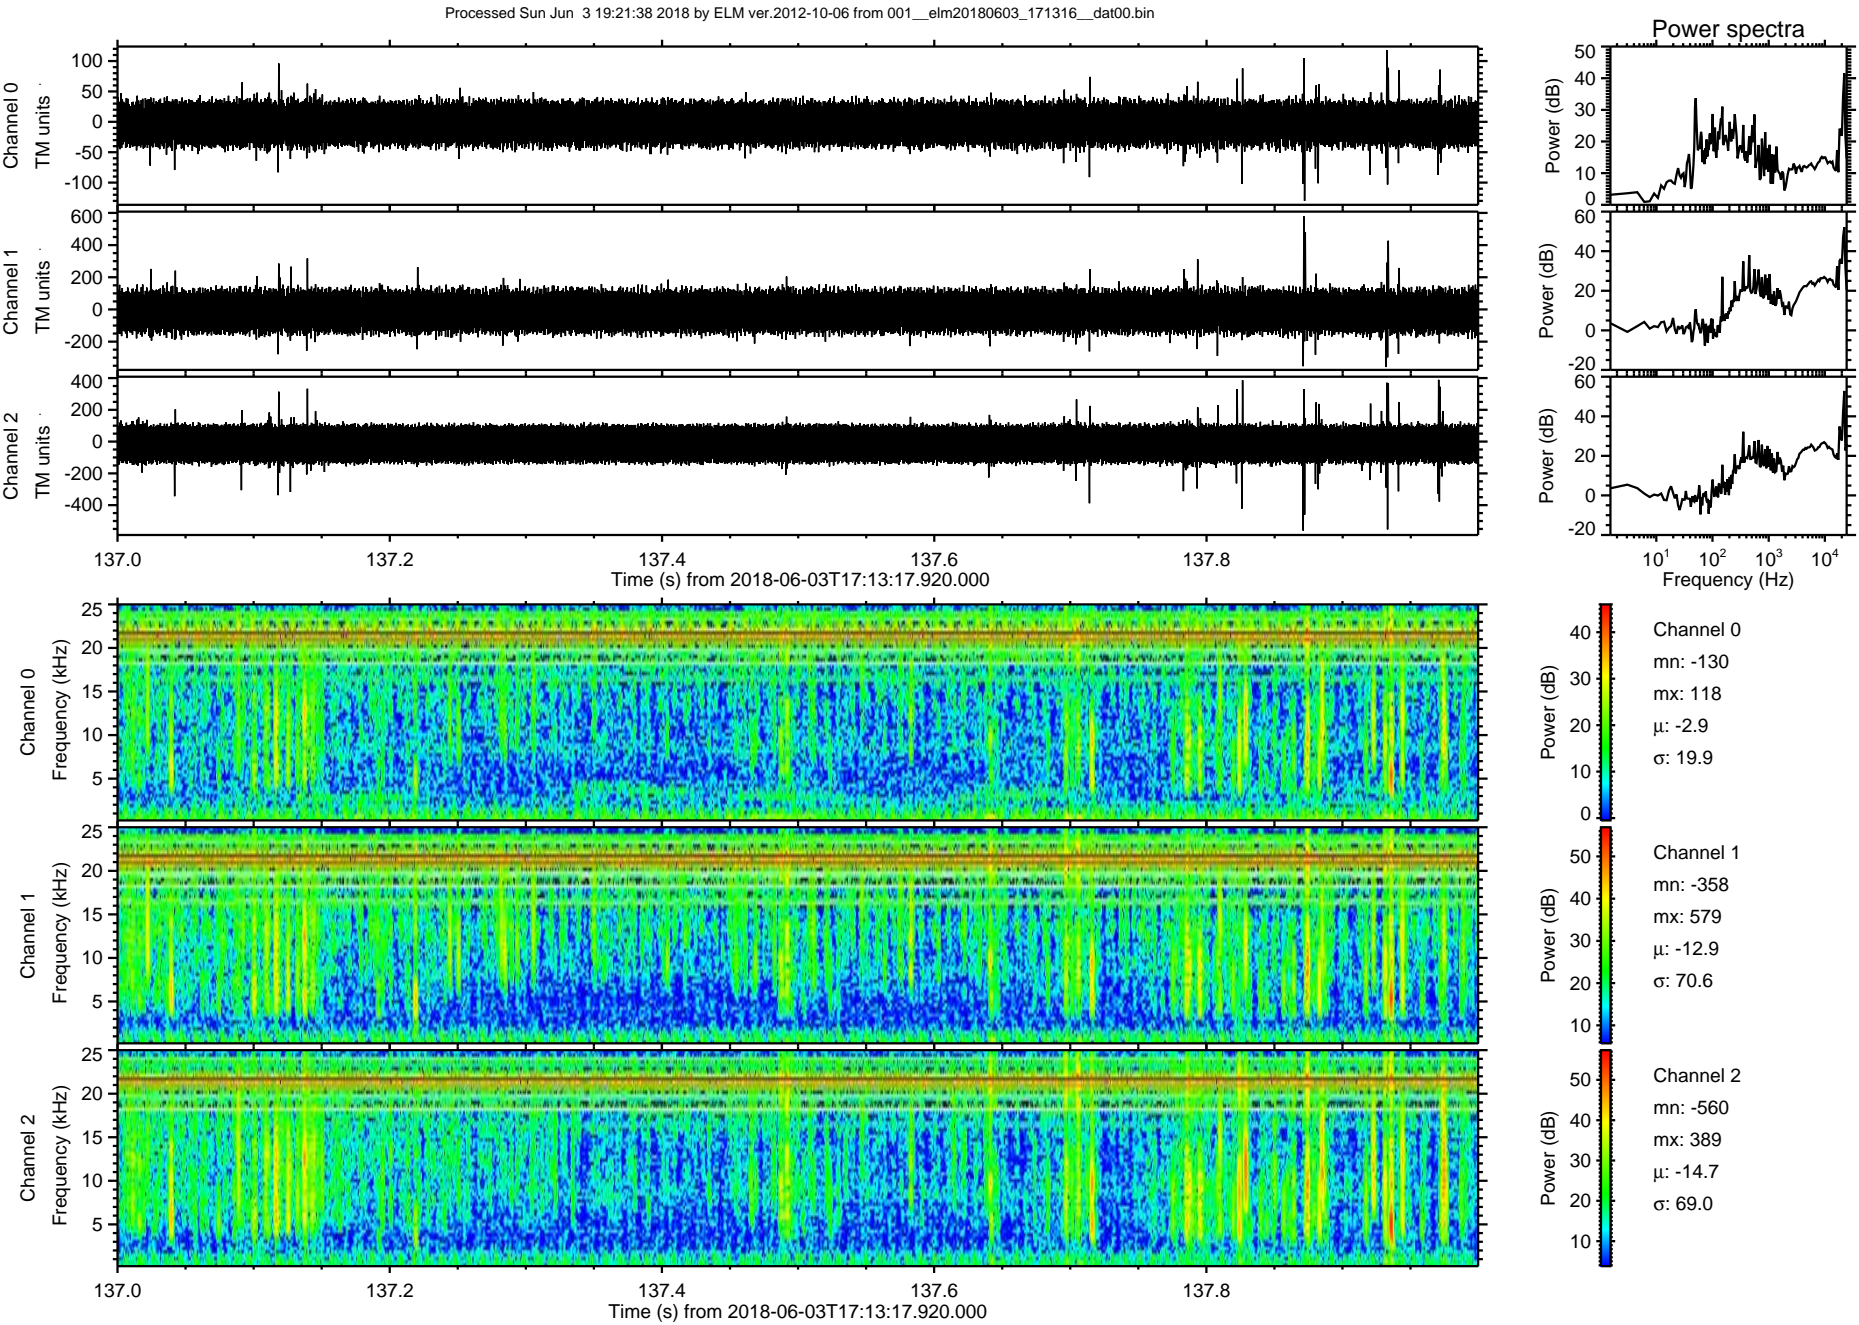 Processed Sun Jun  3 19:21:38 2018 by ELM ver.2012-10-06 from 001__elm20180603_171316__dat00.bin
Power spectra
Channel 0
TM units
100
50
0
-50
-100
Power (dB)
50
40
30
20
10
0
Channel 1
TM units
600
400
200
0
-200
Power (dB)
60
40
20
0
-20
Channel 2
TM units
400
200
0
-200
-400
Power (dB)
60
40
20
0
-20
137.0 137.2 137.4 137.6 137.8
Time (s) from 2018-06-03T17:13:17.920.000
10¹ 10² 10³ 10⁴
Frequency (Hz)
Channel 0
Frequency (kHz)
25
20
15
10
5
Power (dB)
40
30
20
10
0
Channel 0
mn: -130
mx: 118
μ: -2.9
σ: 19.9
Channel 1
Frequency (kHz)
25
20
15
10
5
Power (dB)
50
40
30
20
10
Channel 1
mn: -358
mx: 579
μ: -12.9
σ: 70.6
Channel 2
Frequency (kHz)
25
20
15
10
5
Power (dB)
50
40
30
20
10
Channel 2
mn: -560
mx: 389
μ: -14.7
σ: 69.0
137.0 137.2 137.4 137.6 137.8
Time (s) from 2018-06-03T17:13:17.920.000